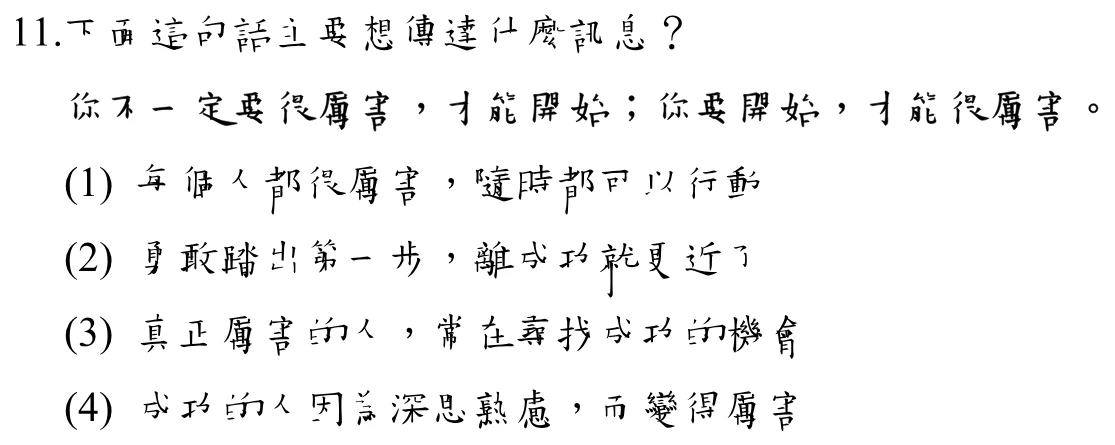 11.下面這句話主要想傳達什麼訊息？
你不一定要很厲害，才能開始；你要開始，才能很厲害。
(1) 每個人都很厲害，隨時都可以行動
(2) 勇敢踏出第一步，離成功就更近了
(3) 真正厲害的人，常在尋找成功的機會
(4) 成功的人因為深思熟慮，而變得厲害